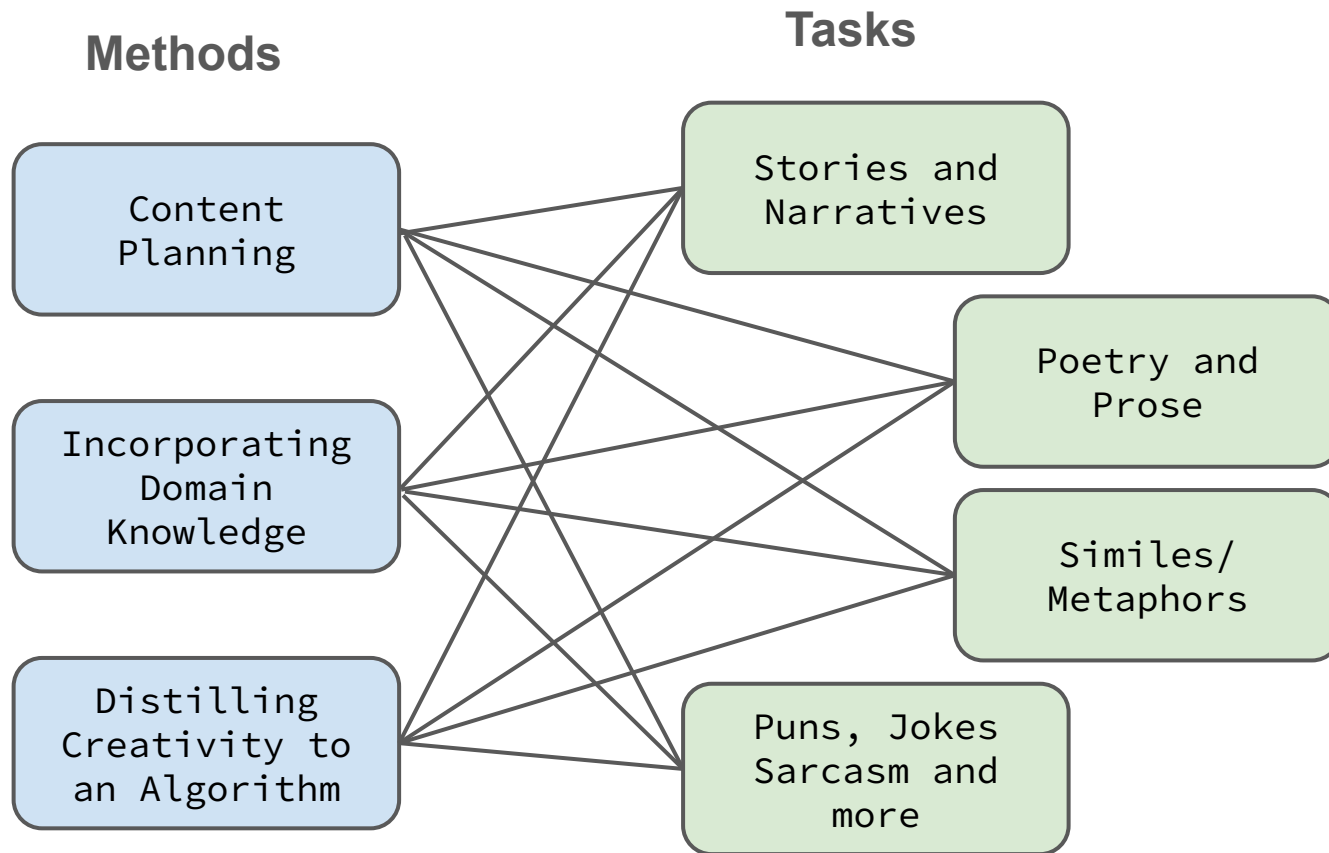 Methods
Tasks
Content
Planning
Incorporating
Domain
Knowledge
Distilling
Creativity to
an Algorithm
Stories and
Narratives
Poetry and
Prose
Similes/
Metaphors
Puns, Jokes
Sarcasm and
more